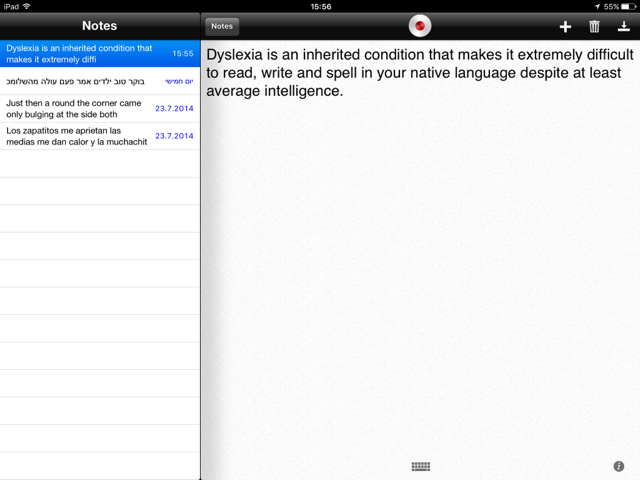 iPad
15:56
55%
Notes
Notes
Dyslexia is an inherited condition that
makes it extremely diffi
15:55
בוקר טוב ילדים אמר פעם עולה מהשלומכ
יום חמישי
Just then a round the corner came
only bulging at the side both
23.7.2014
Los zapatitos me aprietan las
medias me dan calor y la muchachit
23.7.2014
Dyslexia is an inherited condition that makes it extremely difficult
to read, write and spell in your native language despite at least
average intelligence.